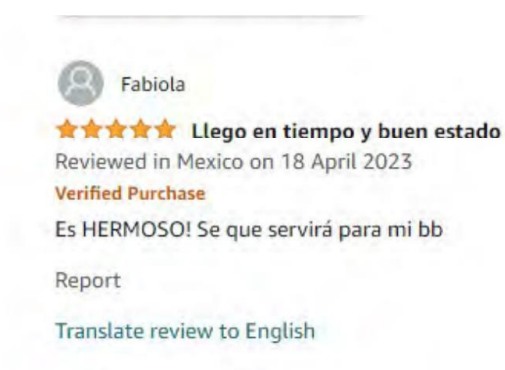 Fabiola
Llego en tiempo y buen estado
Reviewed in Mexico on 18 April 2023
Verified Purchase
Es HERMOSO! Se que servirá para mi bb
Report
Translate review to English